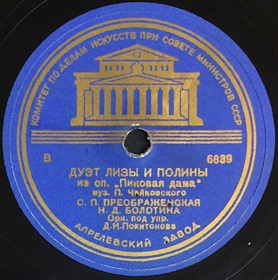 КОМИТЕТ ПО ДЕЛАМ ИСКУССТВ ПРИ СОВЕТЕ МИНИСТРОВ СССР
В 6889
ДУЭТ ЛИЗЫ И ПОЛИНЫ
из оп. „Пиковая дама"
муз. П. Чайковского
С. П. ПРЕОБРАЖЕНСКАЯ
Н. Д. БОЛОТИНА
Орк. под упр.
Д. И. Похитонова
АПРЕЛЕВСКИЙ ЗАВОД